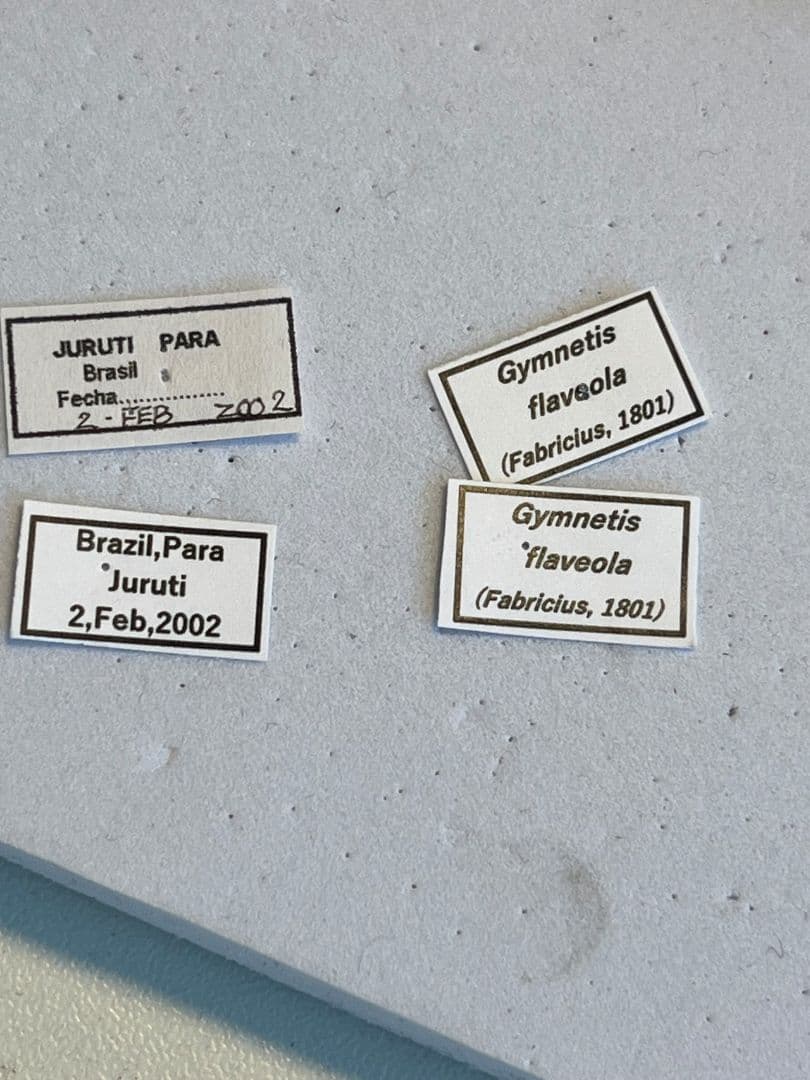 JURUTI PARA
Brasil
Fecha...............
2 - FEB 2002
Brazil,Para
Juruti
2,Feb,2002
Gymnetis
flaveola
(Fabricius, 1801)
Gymnetis
flaveola
(Fabricius, 1801)